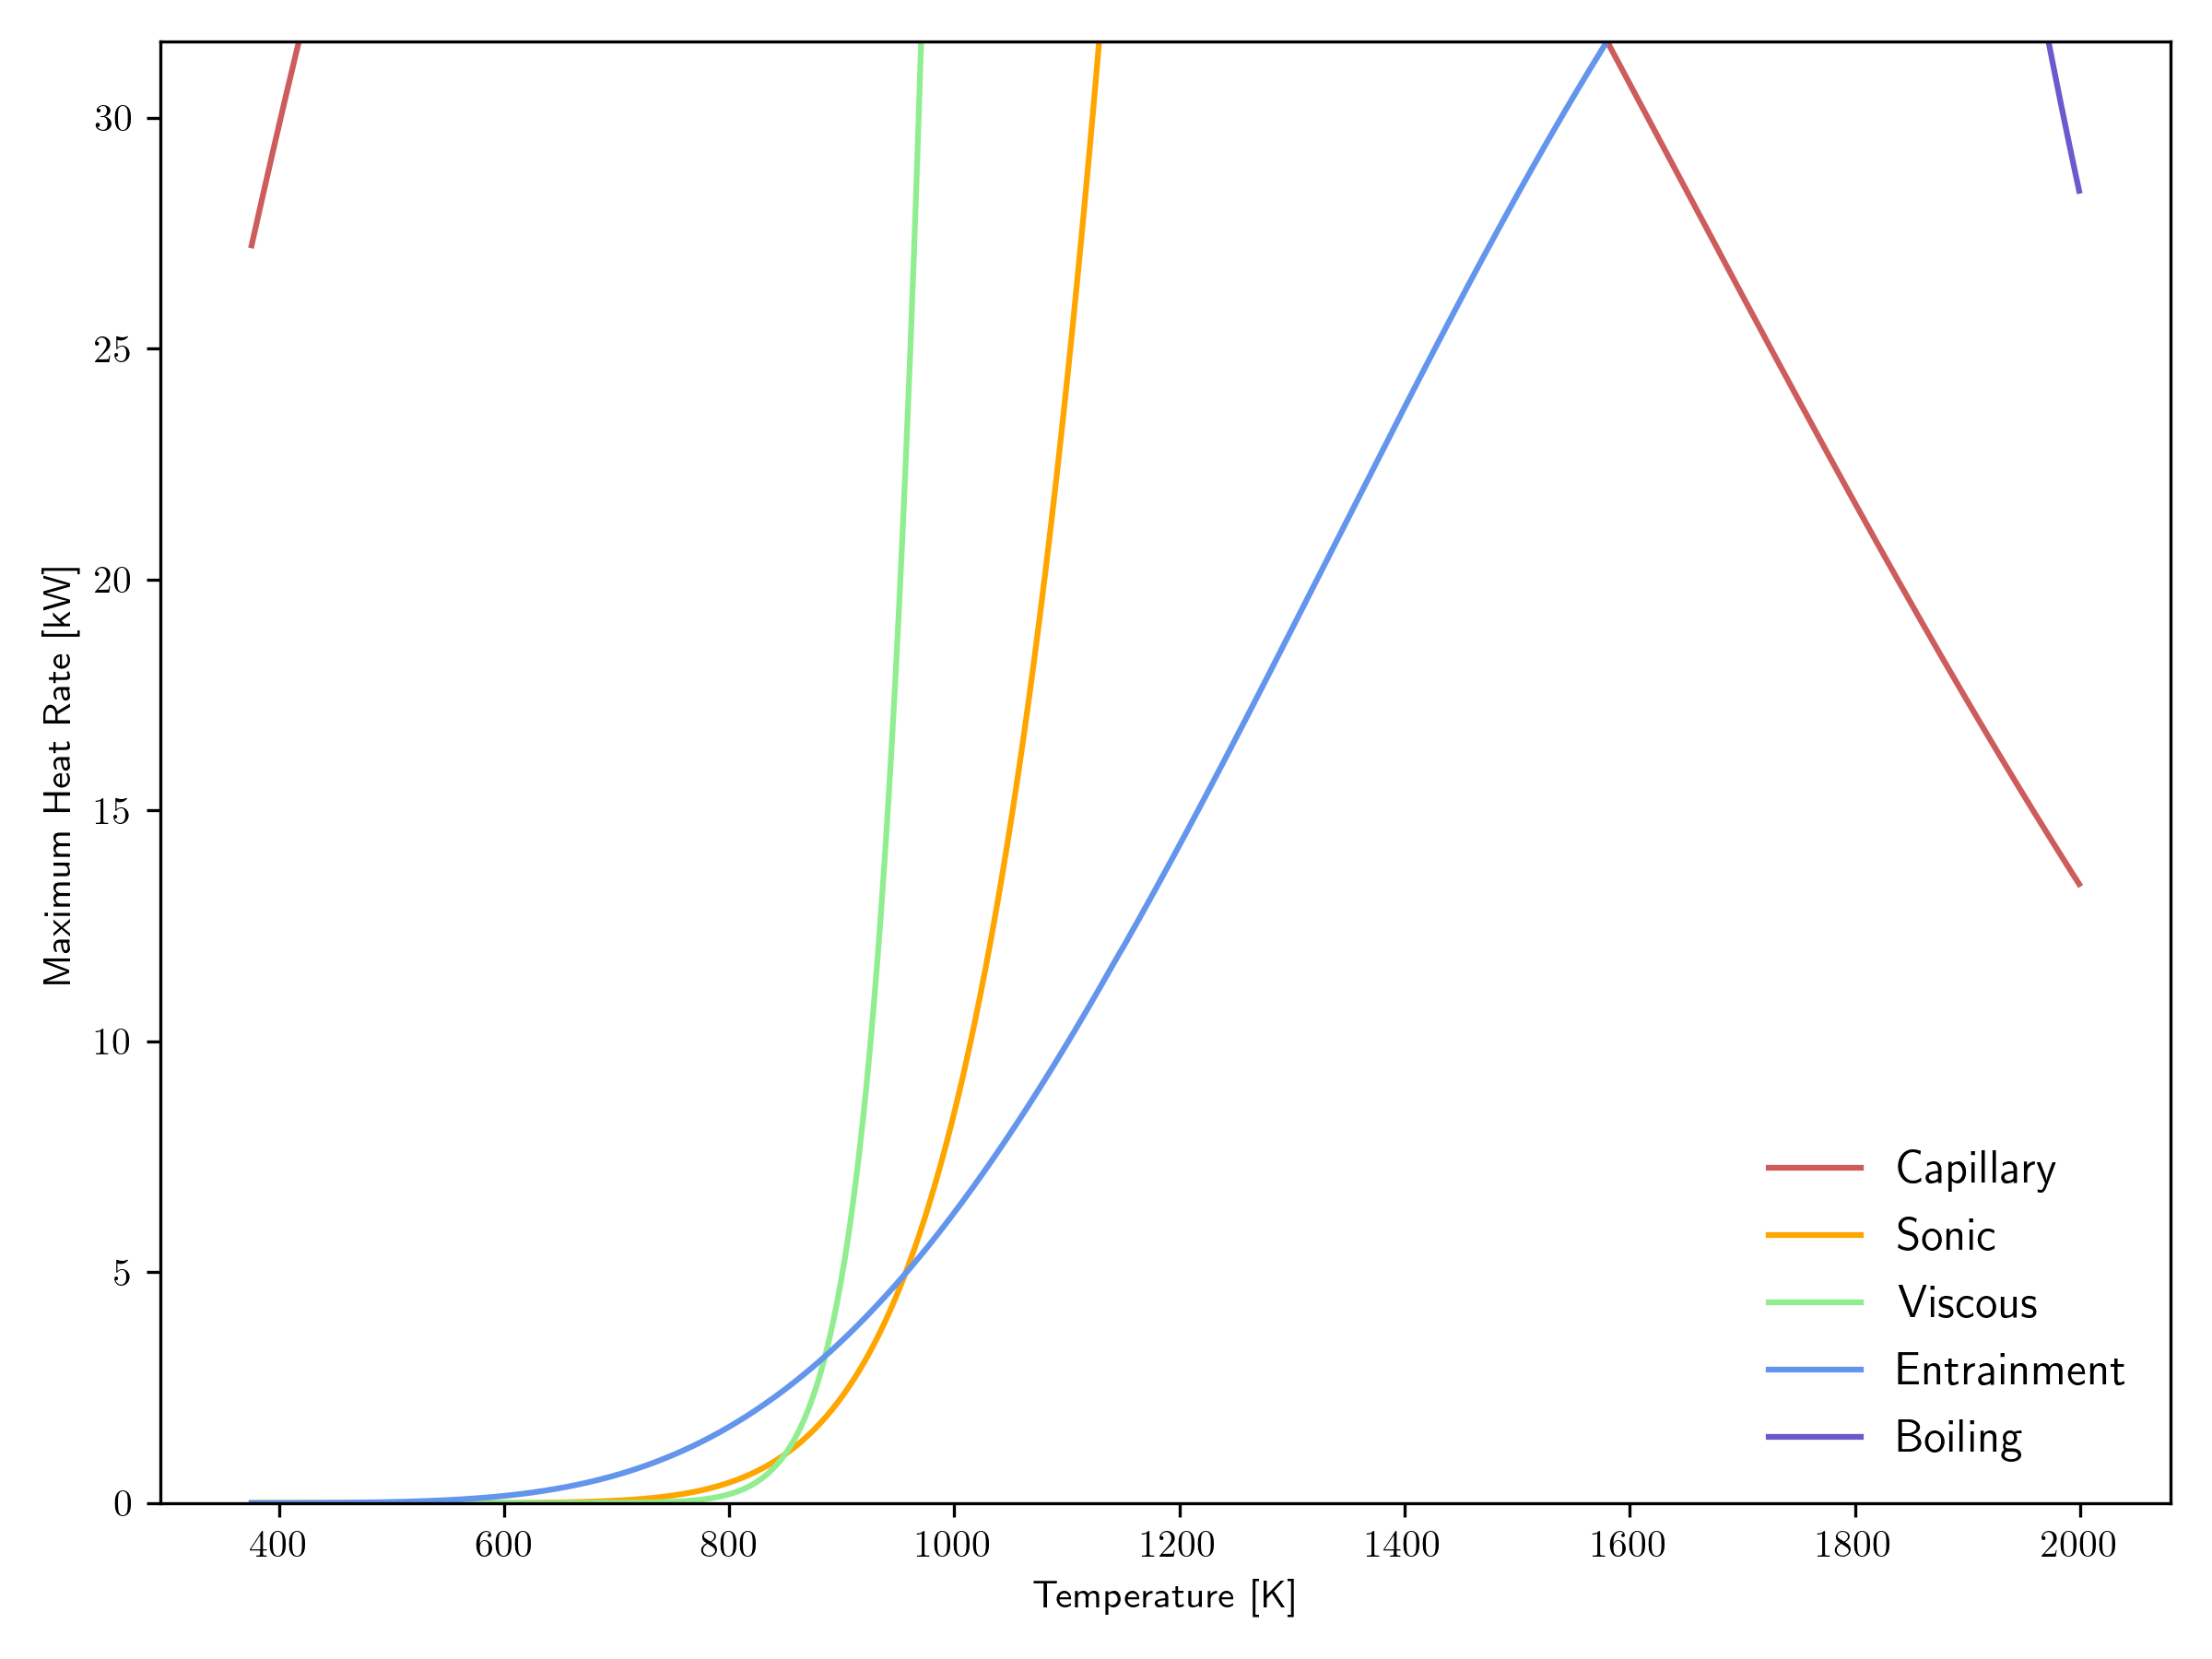 Maximum Heat Rate [kW]
30
25
20
15
10
5
0
400 600 800 1000 1200 1400 1600 1800 2000
Temperature [K]
Capillary
Sonic
Viscous
Entrainment
Boiling